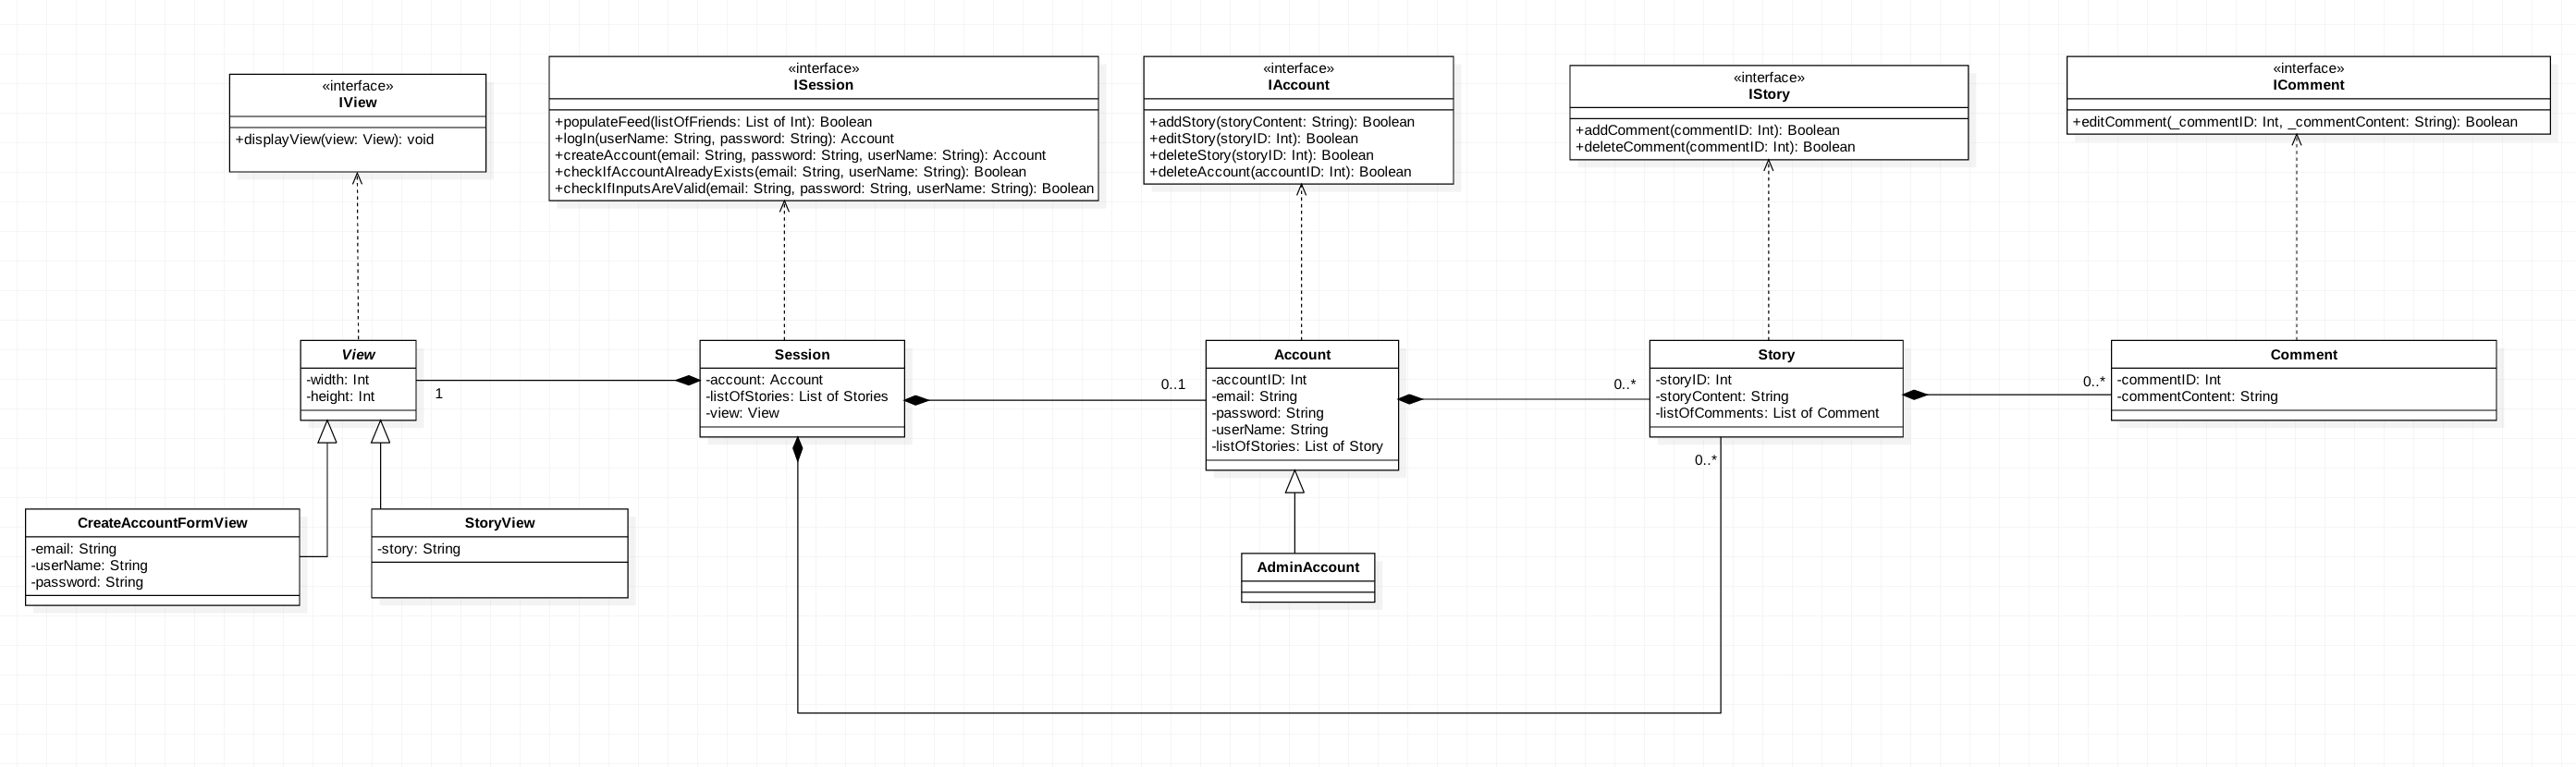 «interface»
IView
+displayView(view: View): void
«interface»
ISession
+populateFeed(listOfFriends: List of Int): Boolean
+logIn(userName: String, password: String): Account
+createAccount(email: String, password: String, userName: String): Account
+checkIfAccountAlreadyExists(email: String, userName: String): Boolean
+checkIfInputsAreValid(email: String, password: String, userName: String): Boolean
«interface»
IAccount
+addStory(storyContent: String): Boolean
+editStory(storyID: Int): Boolean
+deleteStory(storyID: Int): Boolean
+deleteAccount(accountID: Int): Boolean
«interface»
IStory
+addComment(commentID: Int): Boolean
+deleteComment(commentID: Int): Boolean
«interface»
IComment
+editComment(_commentID: Int, _commentContent: String): Boolean
View
-width: Int
-height: Int
1
Session
-account: Account
-listOfStories: List of Stories
-view: View
0..1
Account
-accountID: Int
-email: String
-password: String
-userName: String
-listOfStories: List of Story
0..*
Story
-storyID: Int
-storyContent: String
-listOfComments: List of Comment
0..*
0..*
Comment
-commentID: Int
-commentContent: String
CreateAccountFormView
-email: String
-userName: String
-password: String
StoryView
-story: String
AdminAccount